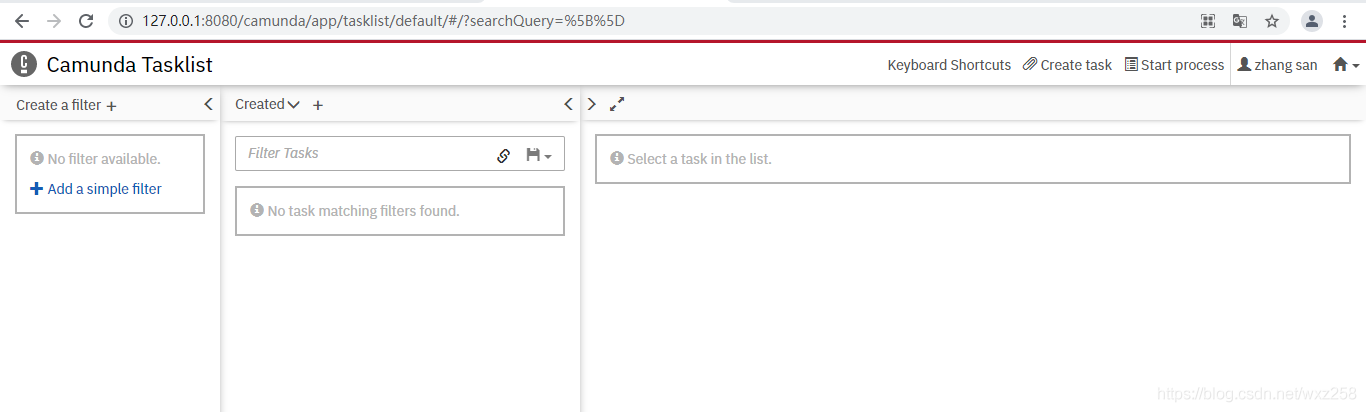 127.0.0.1:8080/camunda/app/tasklist/default/#/?searchQuery=%5B%5D
Camunda Tasklist
Keyboard Shortcuts Create task Start process zhang san
Create a filter +
Created +
No filter available.
Add a simple filter
Filter Tasks
No task matching filters found.
Select a task in the list.
https://blog.csdn.net/wxz258